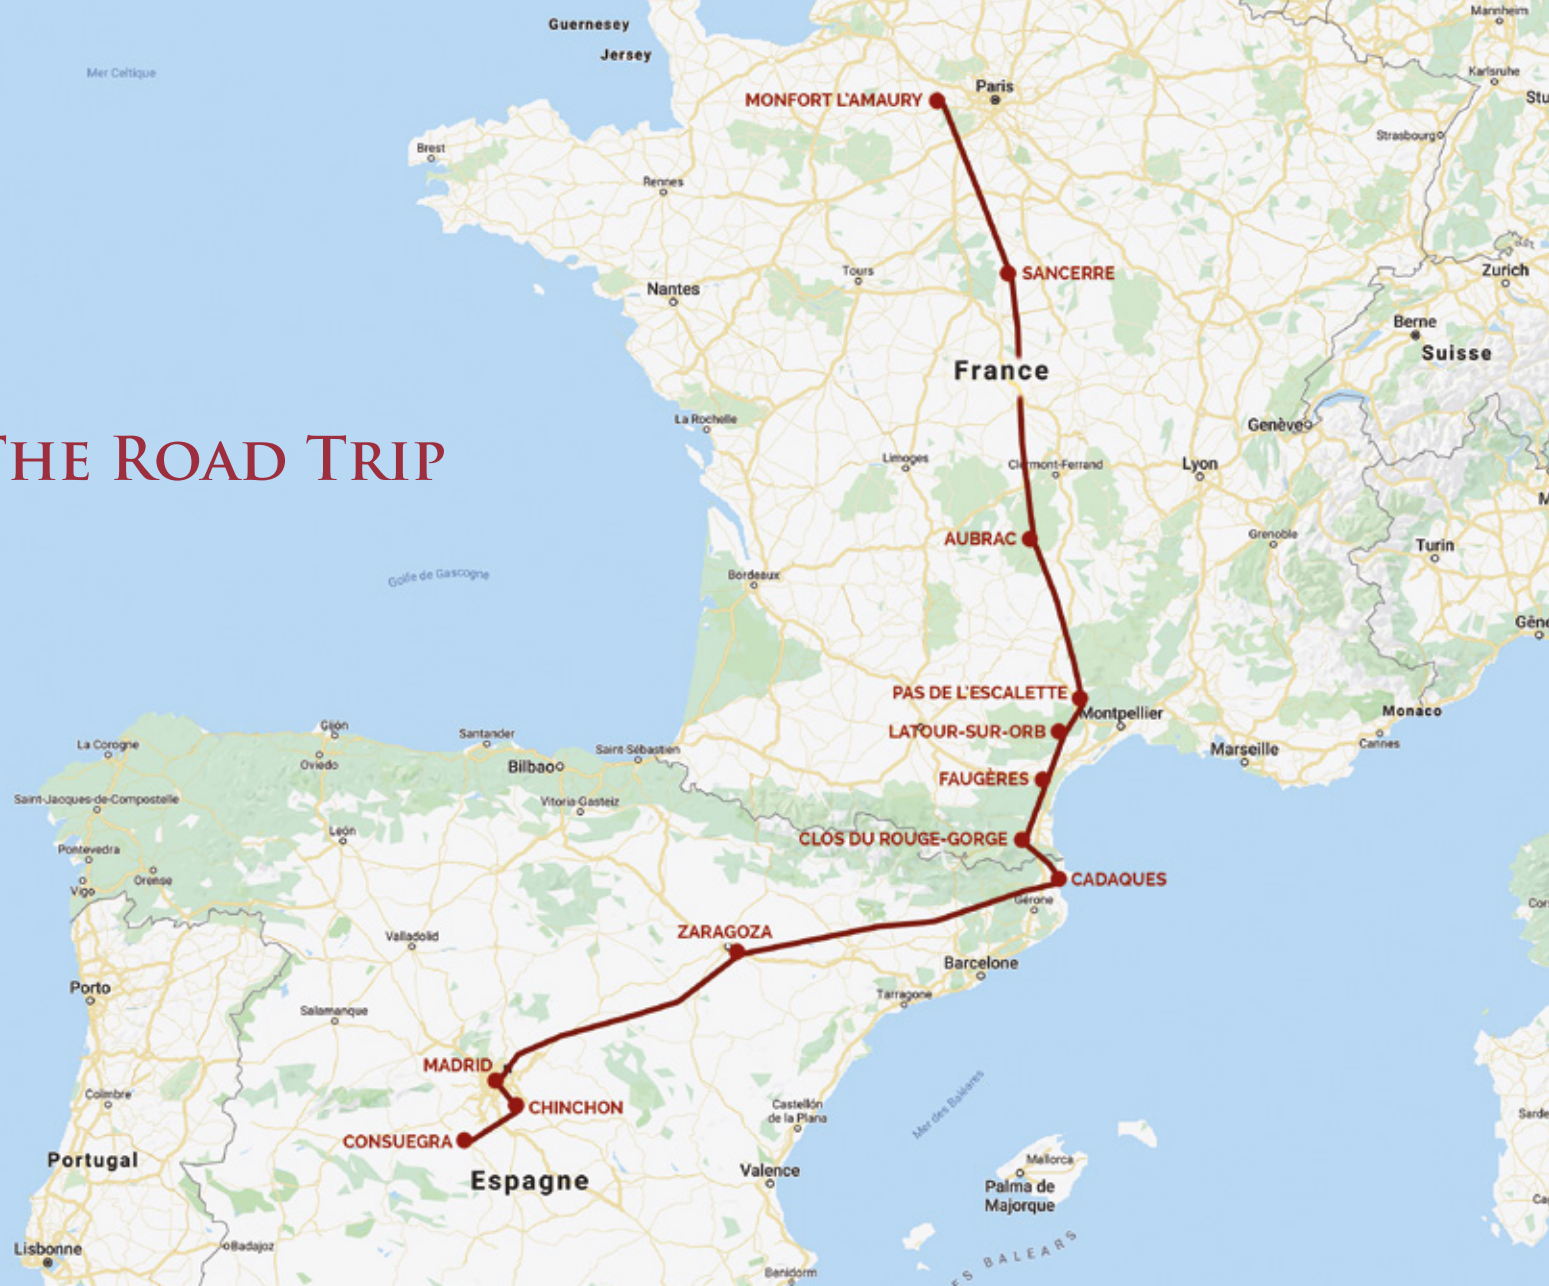 Guernesey
Jersey
Mer Celtique
Mannheim
Karlsruhe
Strasbourg
Paris
MONFORT L'AMAURY
Brest
Rennes
SANCERRE
Tours
Nantes
Zurich
Berne
Suisse
France
La Rochelle
Genève
THE ROAD TRIP
Limoges
Clermont-Ferrand
Lyon
AUBRAC
Grenoble
Turin
Golfe de Gascogne
Bordeaux
PAS DE L'ESCALETTE
Montpellier
Monaco
LATOUR-SUR-ORB
Cannes
Marseille
Gijón
Santander
La Corogne
Saint-Sébastien
Oviedo
Bilbao
FAUGÈRES
Saint-Jacques-de-Compostelle
Vitoria-Gasteiz
León
CLOS DU ROUGE-GORGE
Pontevedra
Orense
Vigo
CADAQUES
Gérone
ZARAGOZA
Valladolid
Barcelone
Porto
Tarragone
Salamanque
MADRID
Coimbre
CHINCHON
Castellón
de la Plana
Mer des Baléares
CONSUEGRA
Portugal
Espagne
Valence
Mallorca
Palma de
Majorque
Lisbonne
Badajoz
BALEARS
Benidorm